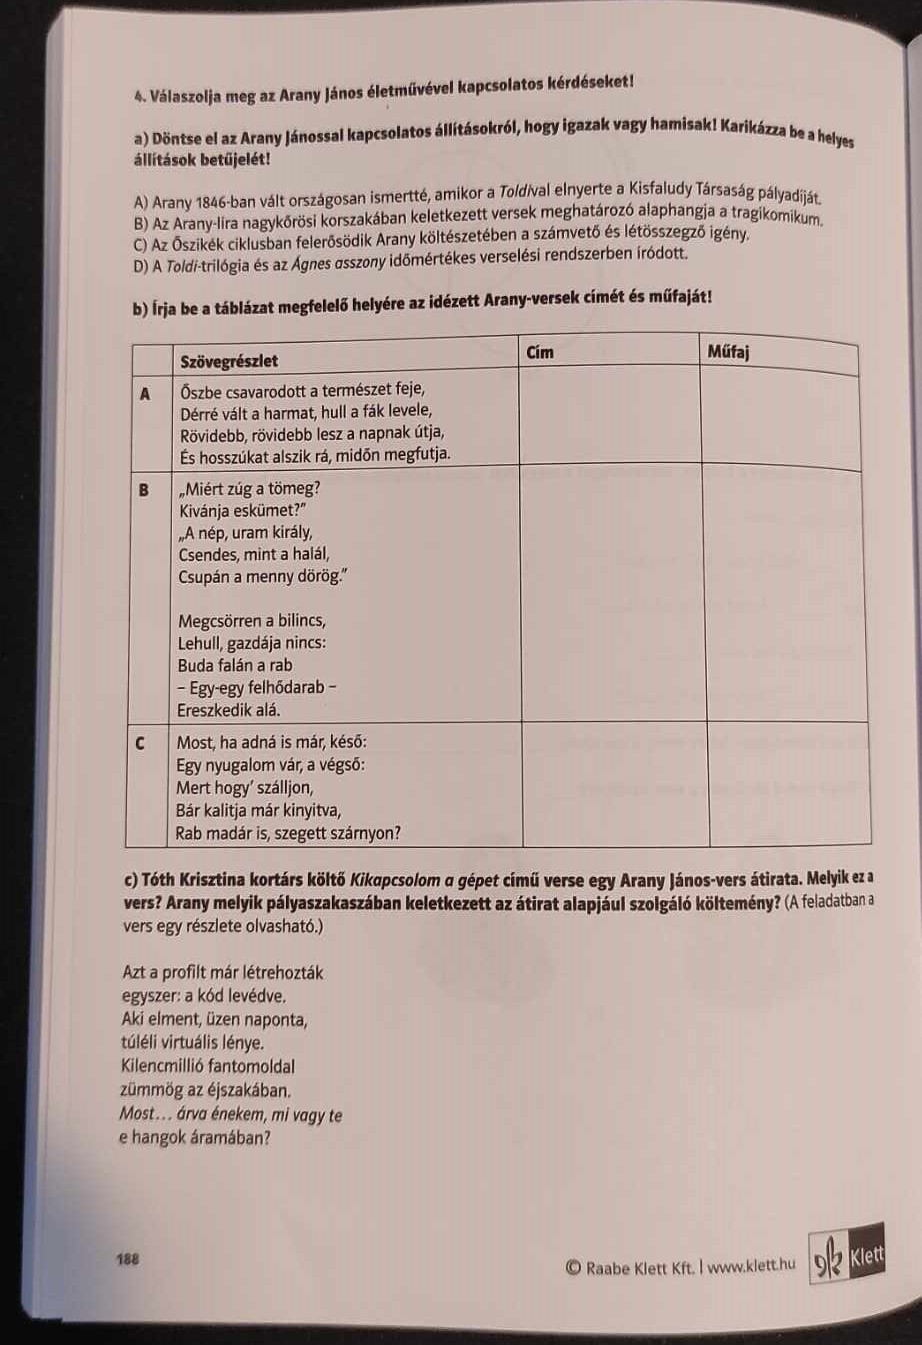 4. Válaszolja meg az Arany János életművével kapcsolatos kérdéseket!
a) Döntse el az Arany Jánossal kapcsolatos állításokról, hogy igazak vagy hamisak! Karikázza be a helyes
állítások betűjelét!
A) Arany 1846-ban vált országosan ismertté, amikor a Toldival elnyerte a Kisfaludy Társaság pályadíját.
B) Az Arany-líra nagykőrösi korszakában keletkezett versek meghatározó alaphangja a tragikomikum.
C) Az Őszikék ciklusban felerősödik Arany költészetében a számvető és létösszegző igény.
D) A Toldi-trilógia és az Ágnes asszony időmértékes verselési rendszerben íródott.
b) Írja be a táblázat megfelelő helyére az idézett Arany-versek címét és műfaját!
Szövegrészlet Cím Műfaj
A Őszbe csavarodott a természet feje,
Dérré vált a harmat, hull a fák levele,
Rövidebb, rövidebb lesz a napnak útja,
És hosszúkat alszik rá, midőn megfutja.
B „Miért zúg a tömeg?
Kivánja eskümet?”
„A nép, uram király,
Csendes, mint a halál,
Csupán a menny dörög.”
Megcsörren a bilincs,
Lehull, gazdája nincs:
Buda falán a rab
– Egy-egy felhődarab –
Ereszkedik alá.
C Most, ha adná is már, késő:
Egy nyugalom vár, a végső:
Mert hogy’ szálljon,
Bár kalitja már kinyitva,
Rab madár is, szegett szárnyon?
c) Tóth Krisztina kortárs költő Kikapcsolom a gépet című verse egy Arany János-vers átirata. Melyik ez a
vers? Arany melyik pályaszakaszában keletkezett az átirat alapjául szolgáló költemény? (A feladatban a
vers egy részlete olvasható.)
Azt a profilt már létrehozták
egyszer: a kód levédve.
Aki elment, üzen naponta,
túléli virtuális lénye.
Kilencmillió fantomoldal
zümmög az éjszakában.
Most… árva énekem, mi vagy te
e hangok áramában?
188
© Raabe Klett Kft. | www.klett.hu
Klett